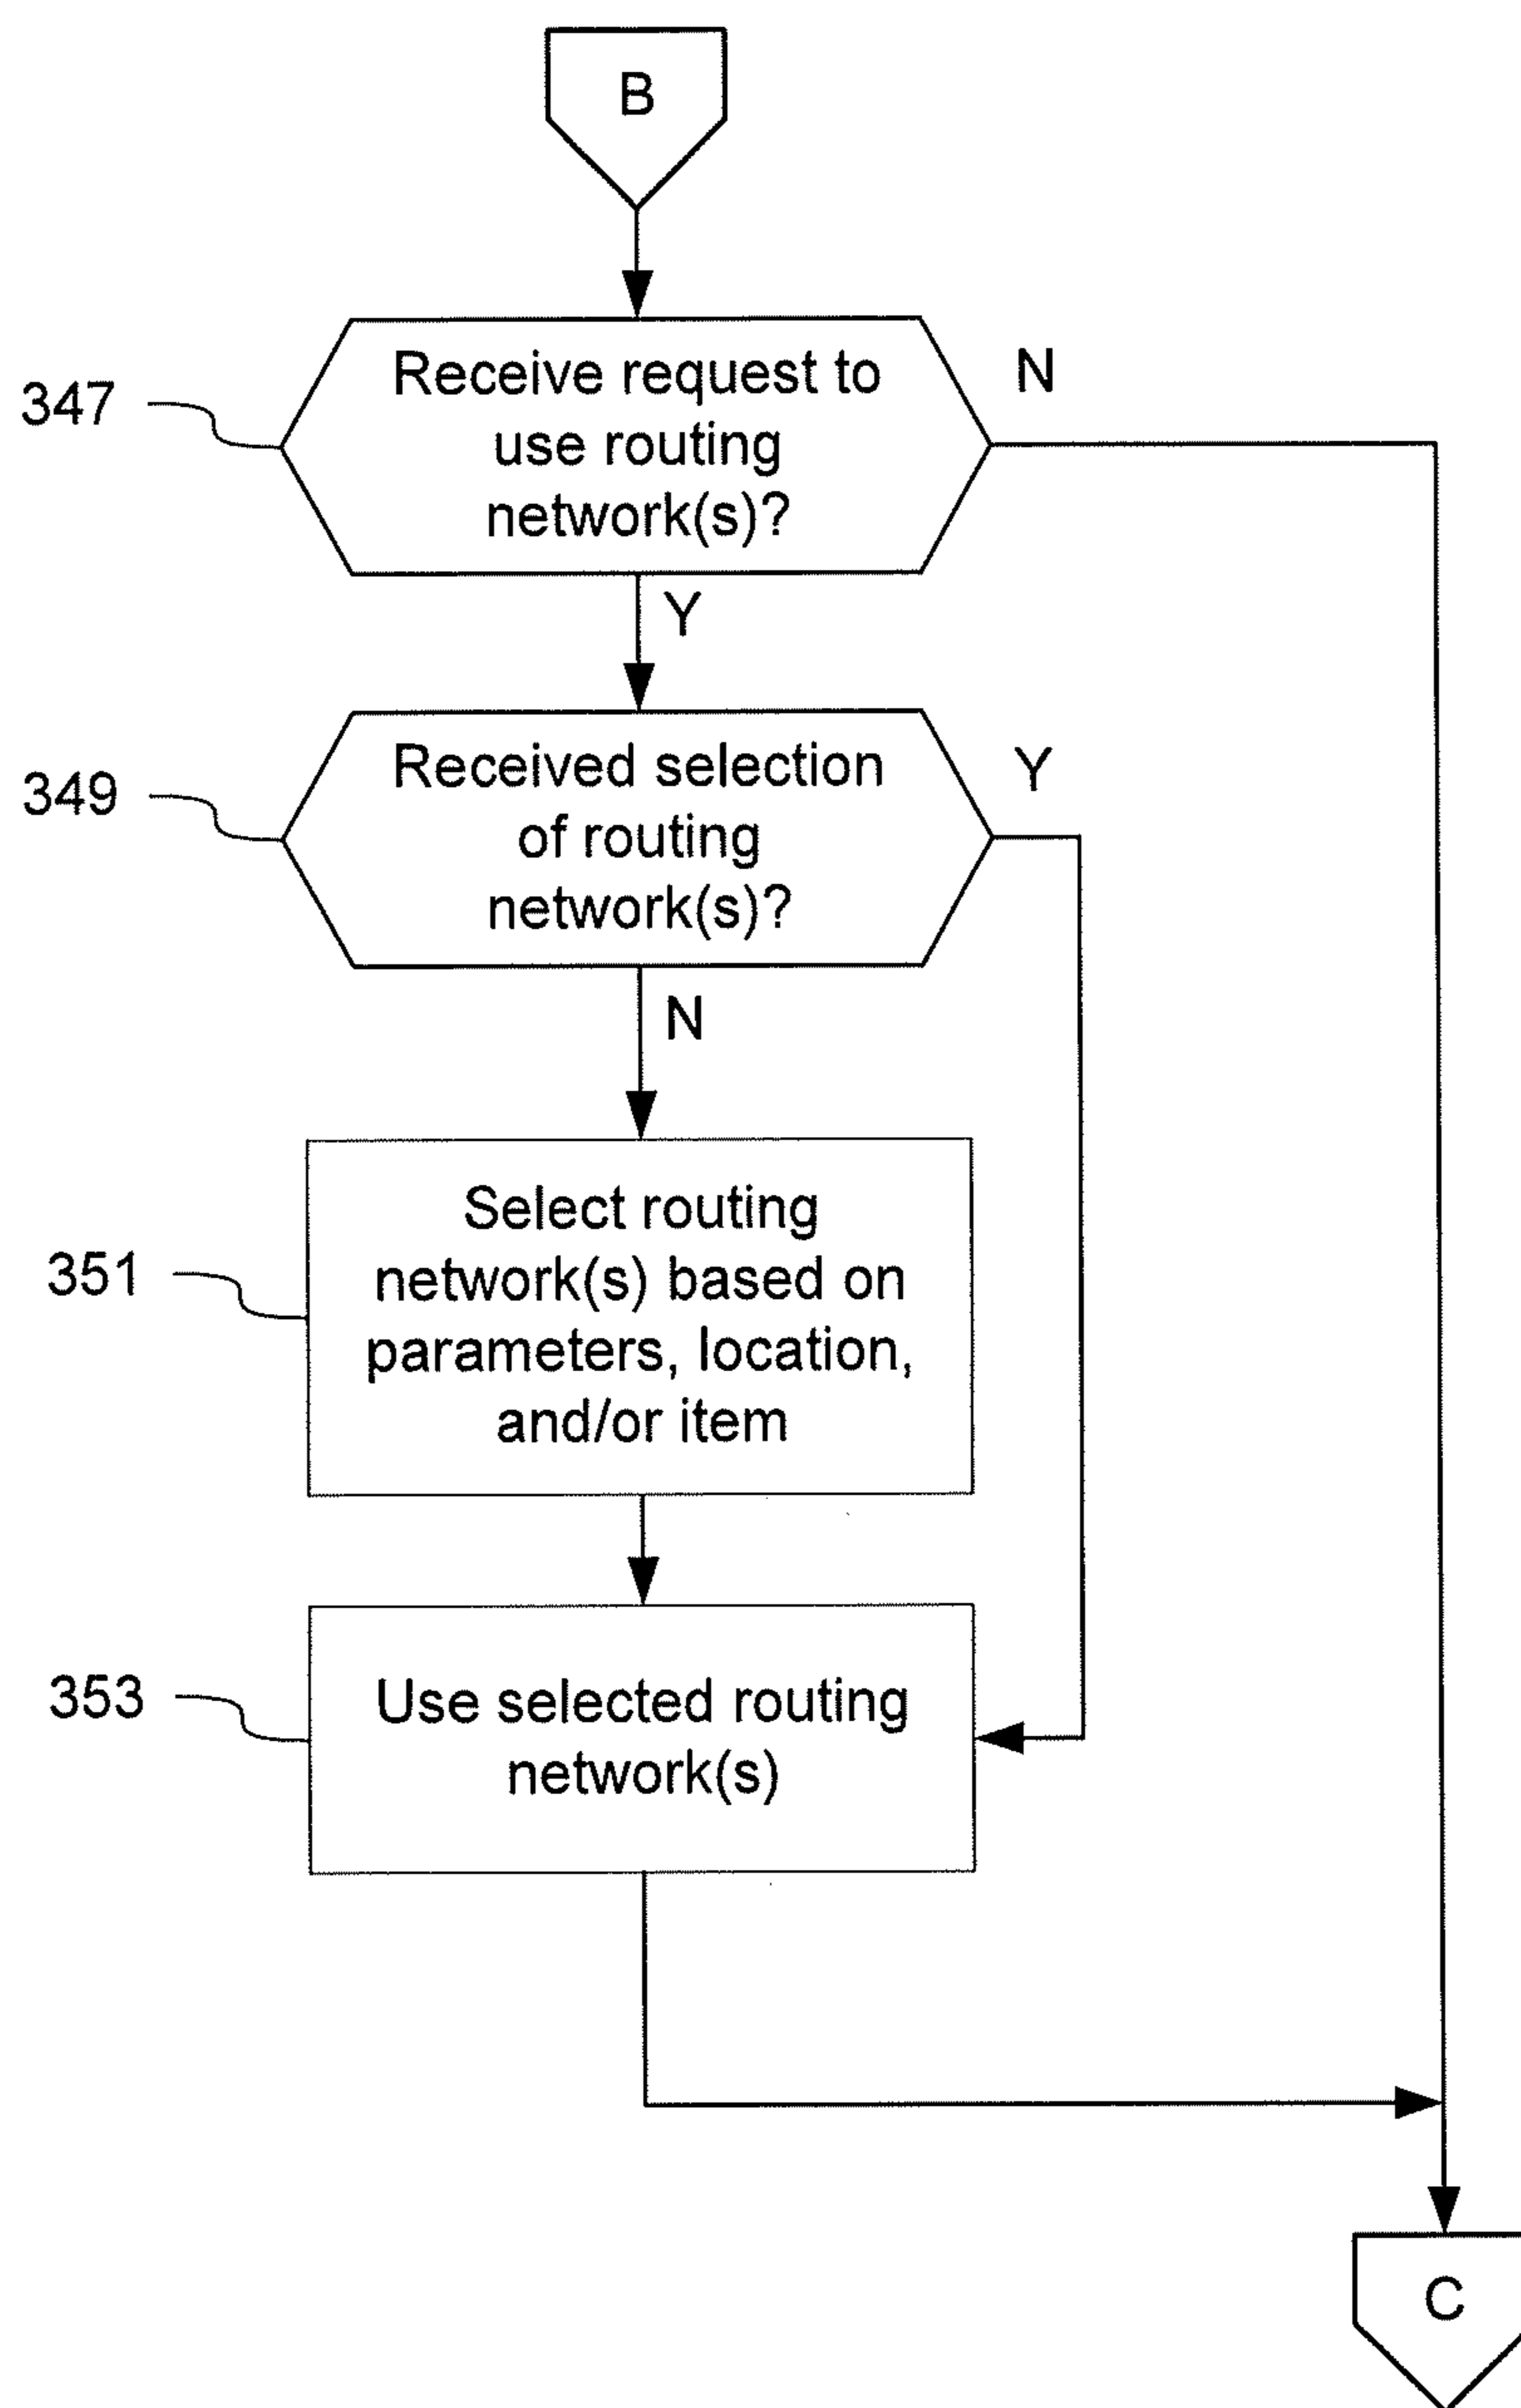 B
347
Receive request to
use routing
network(s)?
N
Y
349
Received selection
of routing
network(s)?
Y
N
351
Select routing
network(s) based on
parameters, location,
and/or item
353
Use selected routing
network(s)
C